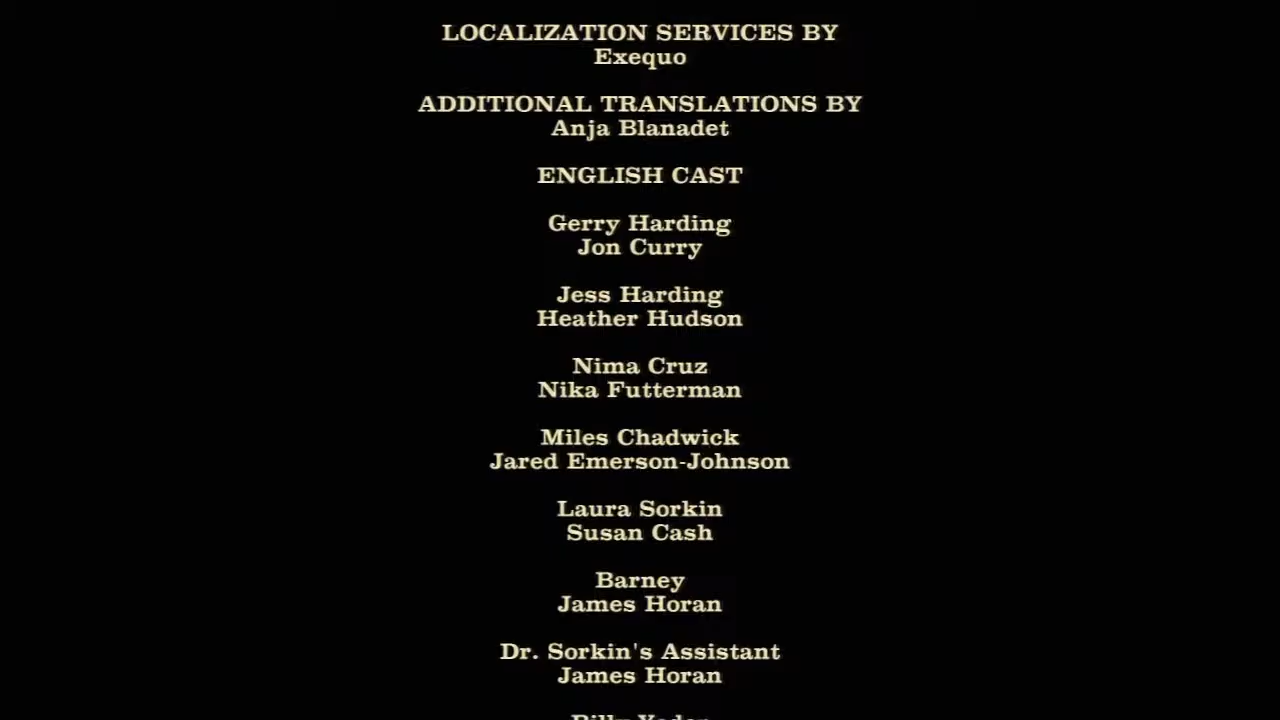 LOCALIZATION SERVICES BY
Exequo
ADDITIONAL TRANSLATIONS BY
Anja Blanadet
ENGLISH CAST
Gerry Harding
Jon Curry
Jess Harding
Heather Hudson
Nima Cruz
Nika Futterman
Miles Chadwick
Jared Emerson-Johnson
Laura Sorkin
Susan Cash
Barney
James Horan
Dr. Sorkin's Assistant
James Horan
Billy Yoder